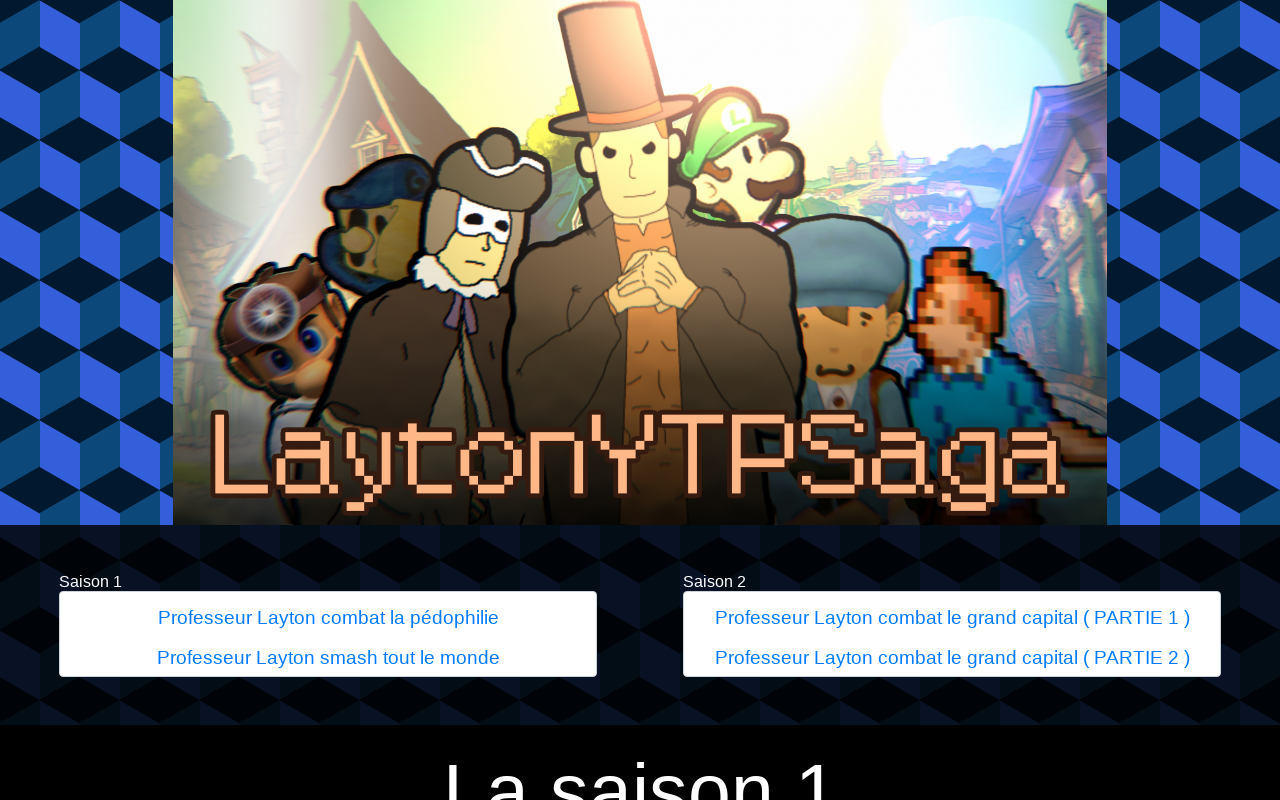 LaytonYTPSaga
Saison 1
Professeur Layton combat la pédophilie
Professeur Layton smash tout le monde
Saison 2
Professeur Layton combat le grand capital ( PARTIE 1 )
Professeur Layton combat le grand capital ( PARTIE 2 )
La saison 1